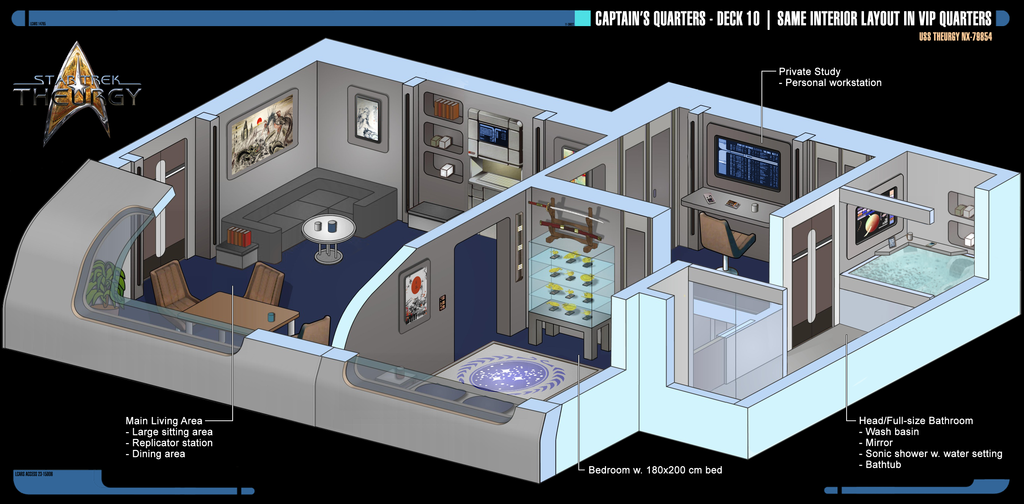 CAPTAIN'S QUARTERS - DECK 10 | SAME INTERIOR LAYOUT IN VIP QUARTERS
USS THEURGY NX-79854
STAR TREK
THEURGY
Private Study
- Personal workstation
Main Living Area
- Large sitting area
- Replicator station
- Dining area
Bedroom w. 180x200 cm bed
Head/Full-size Bathroom
- Wash basin
- Mirror
- Sonic shower w. water setting
- Bathtub